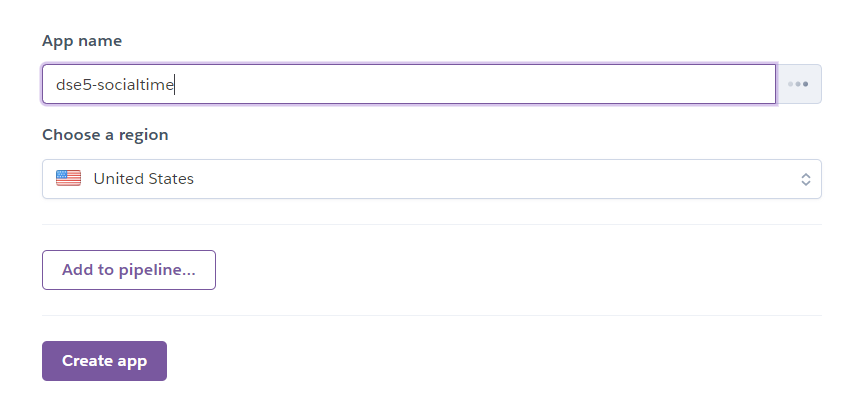 App name
dse5-socialtime
Choose a region
United States
Add to pipeline...
Create app